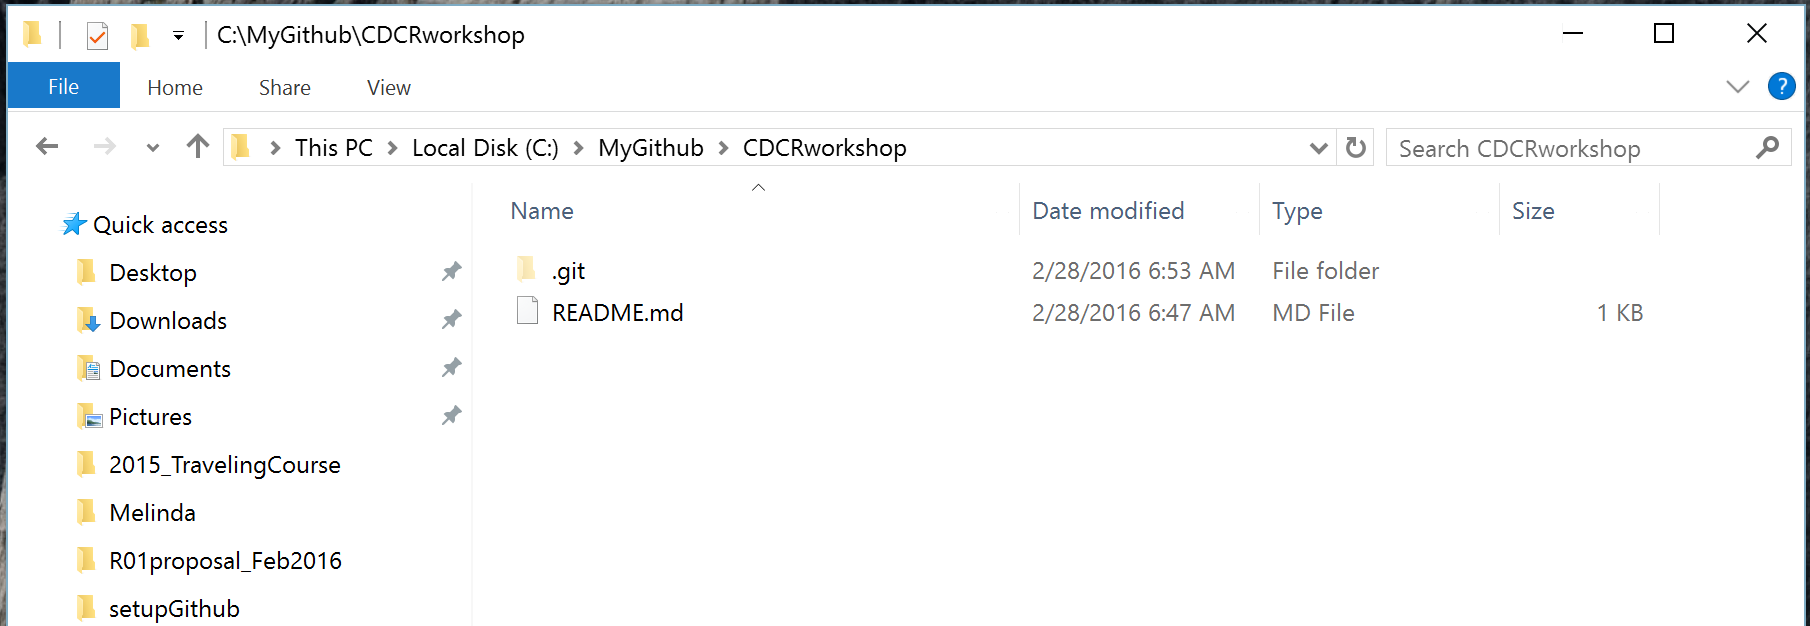 C:\MyGithub\CDCRworkshop
File Home Share View ?
This PC Local Disk (C:) MyGithub CDCRworkshop Search CDCRworkshop
Quick access
Desktop
Downloads
Documents
Pictures
2015_TravelingCourse
Melinda
R01proposal_Feb2016
setupGithub
Name Date modified Type Size
.git 2/28/2016 6:53 AM File folder
README.md 2/28/2016 6:47 AM MD File 1 KB